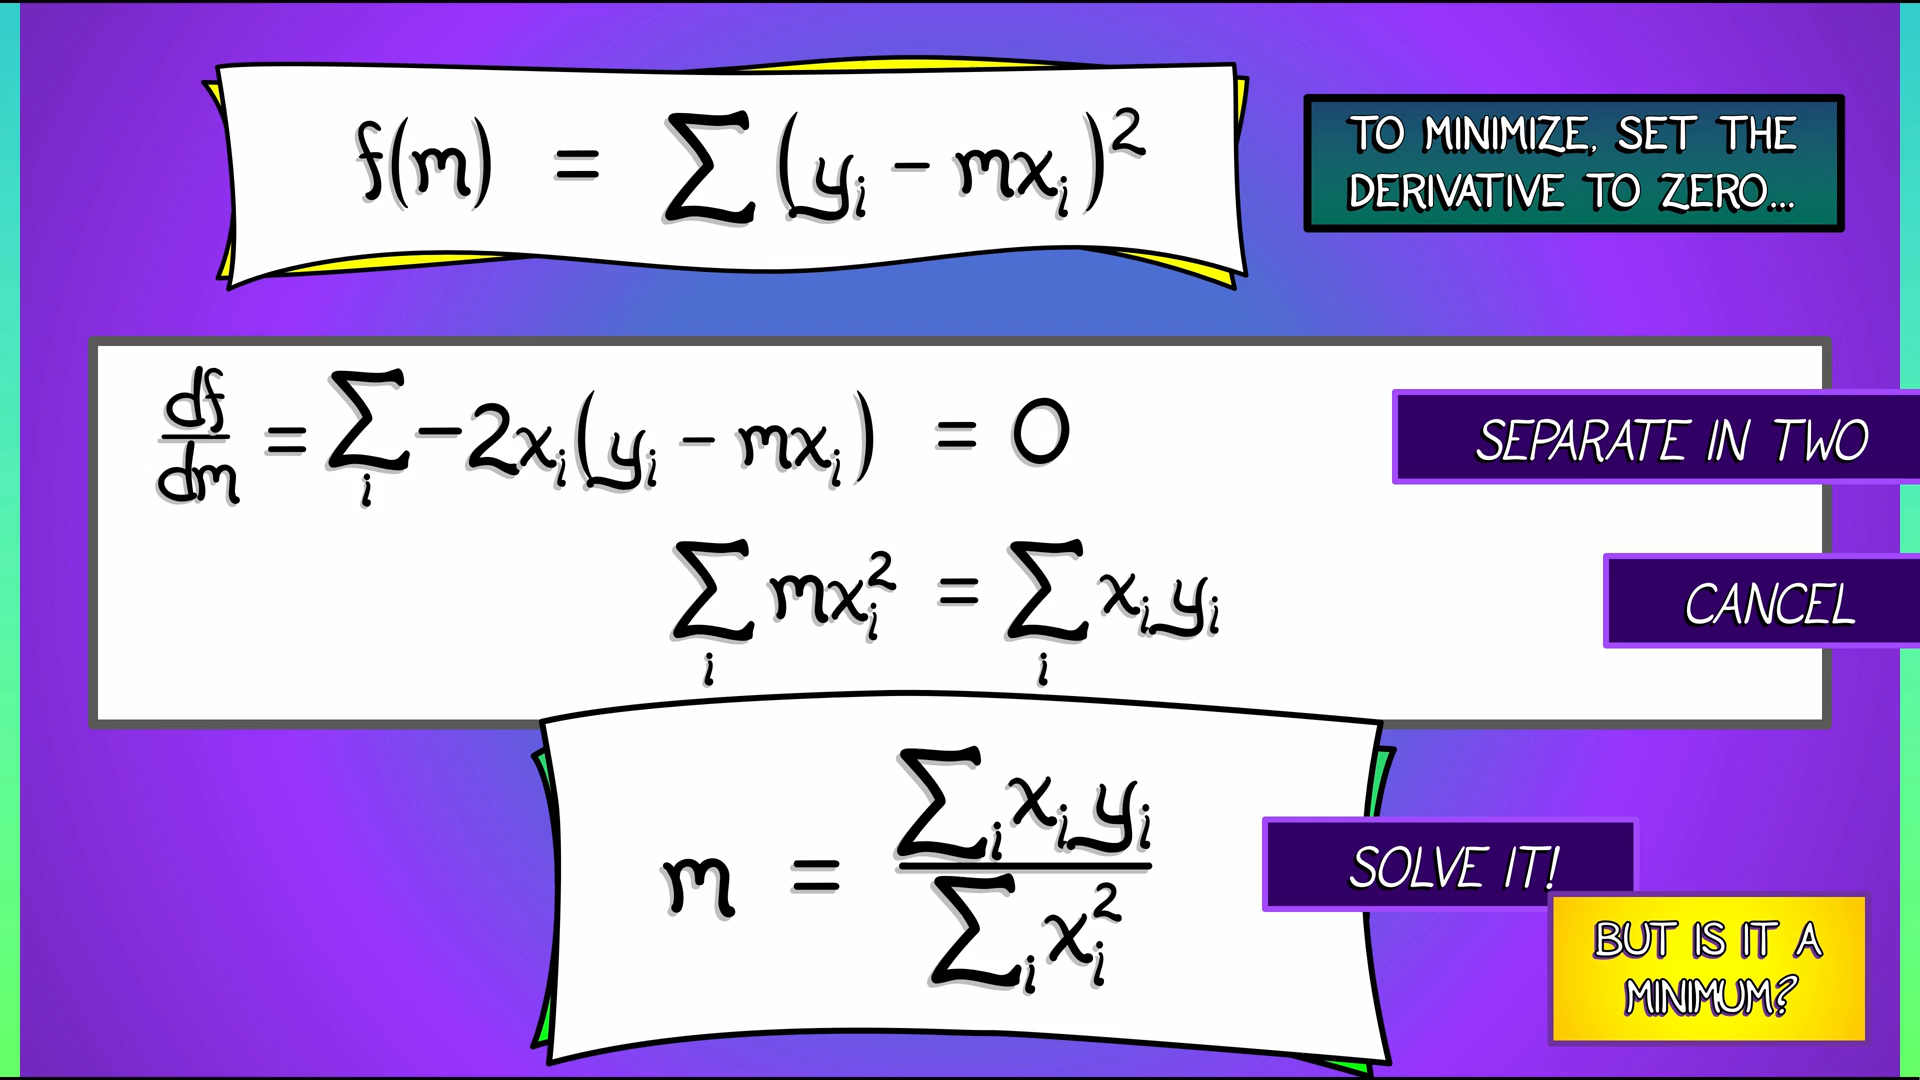 f(m) = ∑ (yᵢ − mxᵢ)²
TO MINIMIZE, SET THE
DERIVATIVE TO ZERO...
df/dm = ∑ᵢ −2xᵢ(yᵢ − mxᵢ) = 0
SEPARATE IN TWO
∑ᵢ mxᵢ² = ∑ᵢ xᵢyᵢ
CANCEL
m = ∑ᵢ xᵢyᵢ / ∑ᵢ xᵢ²
SOLVE IT!
BUT IS IT A
MINIMUM?